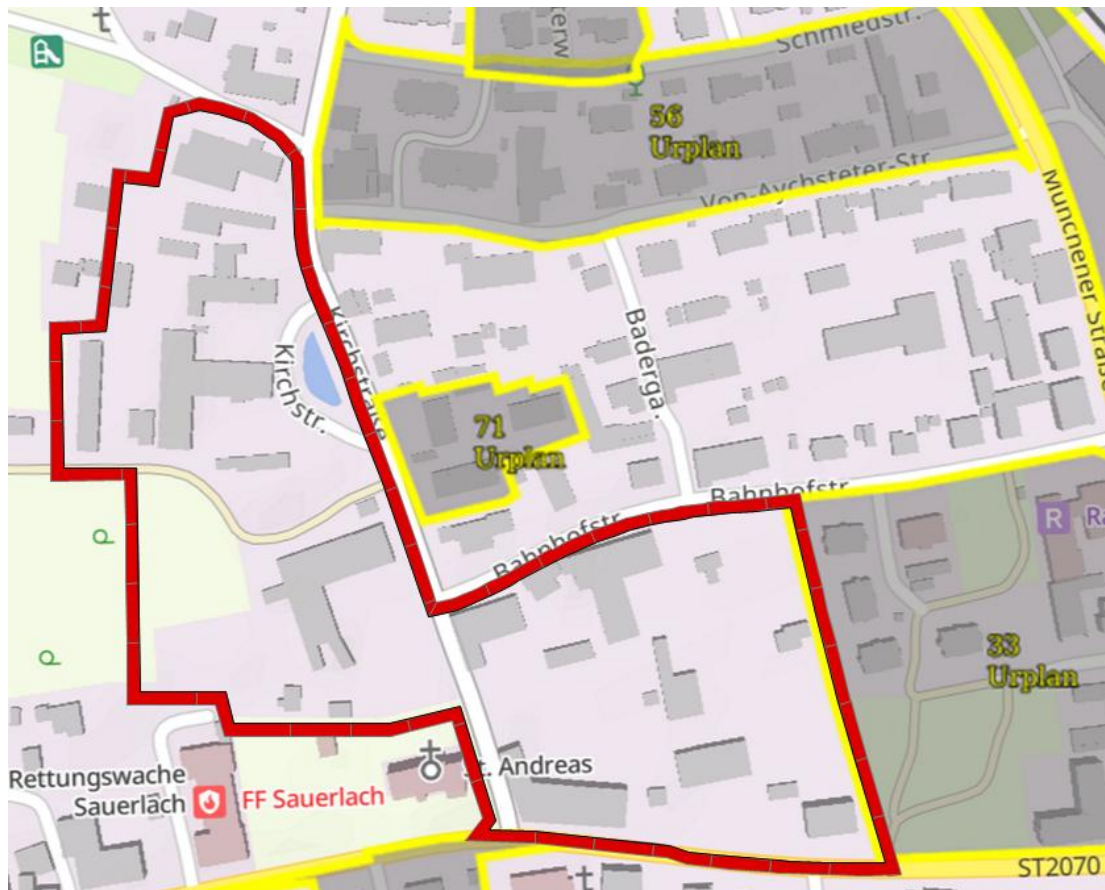 Schmiedstr.
56
Urplan
Von-Aychsteter-Str
Münchener Straße
Kirchstraße
Kirchstr.
Baderga.
71
Urplan
Bahnhofstr.
Bahnhofstr
R
33
Urplan
St. Andreas
Rettungswache
Sauerlach
FF Sauerlach
ST2070